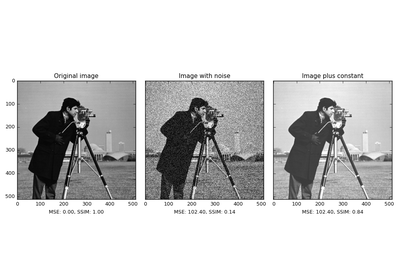 Original image
Image with noise
Image plus constant
0
100
200
300
400
500
0 100 200 300 400 500
0 100 200 300 400 500
0 100 200 300 400 500
MSE: 0.00, SSIM: 1.00
MSE: 102.40, SSIM: 0.14
MSE: 102.40, SSIM: 0.84